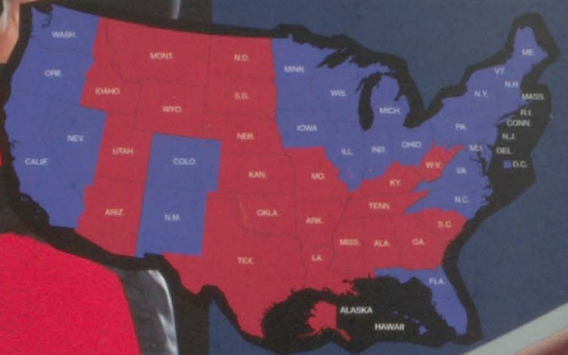 WASH.
ORE.
CALIF.
NEV.
IDAHO
MONT.
WYO.
UTAH
ARIZ.
COLO.
N.M.
N.D.
S.D.
NEB.
KAN.
OKLA.
TEX.
MINN.
IOWA
MO.
ARK.
LA.
WIS.
ILL.
MICH.
IND.
OHIO
KY.
TENN.
MISS.
ALA.
GA.
FLA.
S.C.
N.C.
VA.
W.V.
PA.
N.Y.
VT.
N.H.
ME.
MASS.
R.I.
CONN.
N.J.
DEL.
MD.
D.C.
ALASKA
HAWAII